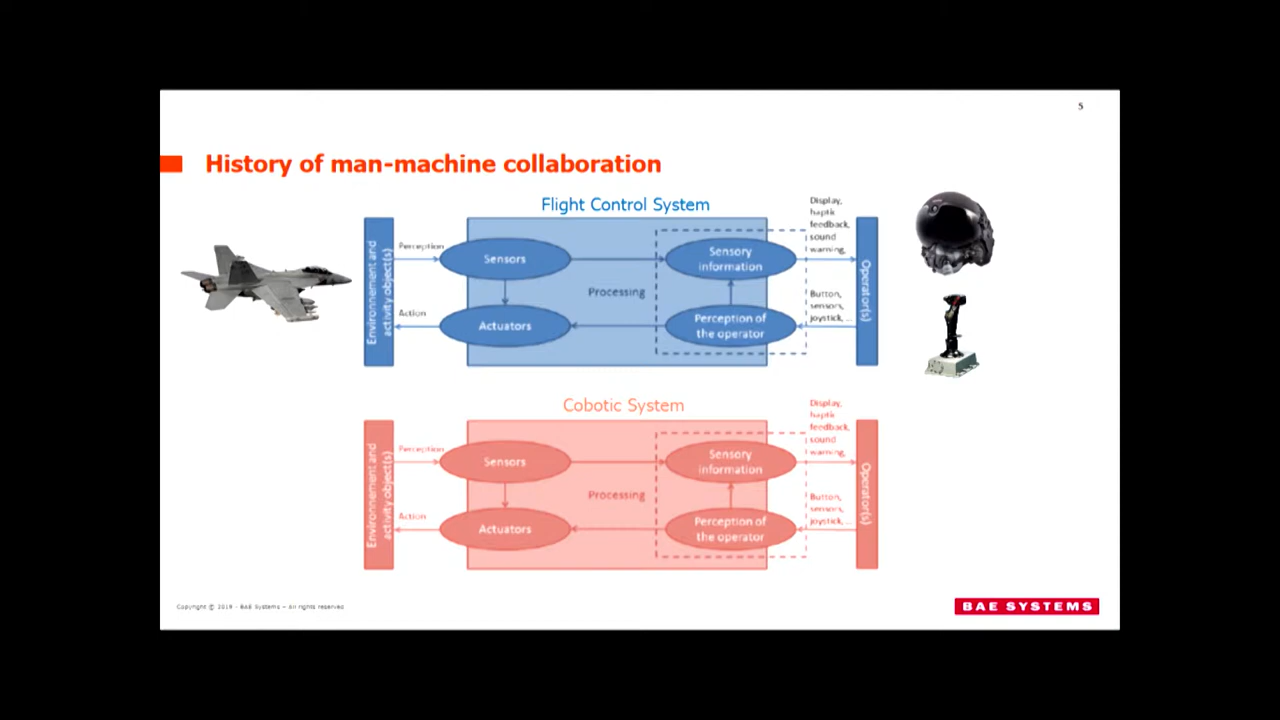 5
History of man-machine collaboration
Flight Control System
Environnement and
activity object(s)
Perception
Action
Sensors
Actuators
Processing
Sensory
information
Perception of
the operator
Display,
haptic
feedback,
sound
warning,
Button,
sensors,
joystick, ...
Operator(s)
Cobotic System
Environnement and
activity object(s)
Perception
Action
Sensors
Actuators
Processing
Sensory
information
Perception of
the operator
Display,
haptic
feedback,
sound
warning,
Button,
sensors,
joystick, ...
Operator(s)
Copyright © 2019 - BAE Systems – All rights reserved
BAE SYSTEMS